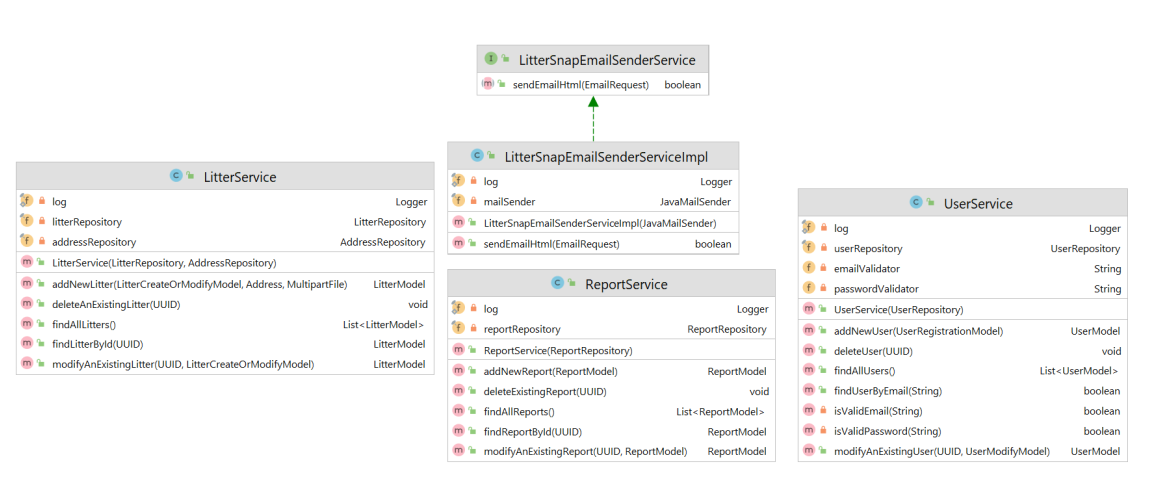 LitterSnapEmailSenderService
sendEmailHtml(EmailRequest) boolean
LitterSnapEmailSenderServiceImpl
log Logger
mailSender JavaMailSender
LitterSnapEmailSenderServiceImpl(JavaMailSender)
sendEmailHtml(EmailRequest) boolean
LitterService
log Logger
litterRepository LitterRepository
addressRepository AddressRepository
LitterService(LitterRepository, AddressRepository)
addNewLitter(LitterCreateOrModifyModel, Address, MultipartFile) LitterModel
deleteAnExistingLitter(UUID) void
findAllLitters() List<LitterModel>
findLitterById(UUID) LitterModel
modifyAnExistingLitter(UUID, LitterCreateOrModifyModel) LitterModel
ReportService
log Logger
reportRepository ReportRepository
ReportService(ReportRepository)
addNewReport(ReportModel) ReportModel
deleteExistingReport(UUID) void
findAllReports() List<ReportModel>
findReportById(UUID) ReportModel
modifyAnExistingReport(UUID, ReportModel) ReportModel
UserService
log Logger
userRepository UserRepository
emailValidator String
passwordValidator String
UserService(UserRepository)
addNewUser(UserRegistrationModel) UserModel
deleteUser(UUID) void
findAllUsers() List<UserModel>
findUserByEmail(String) boolean
isValidEmail(String) boolean
isValidPassword(String) boolean
modifyAnExistingUser(UUID, UserModifyModel) UserModel